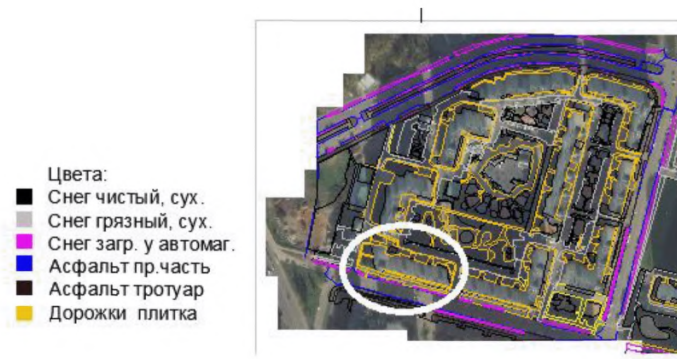 Цвета:
Снег чистый, сух.
Снег грязный, сух.
Снег загр. у автомаг.
Асфальт пр.часть
Асфальт тротуар
Дорожки плитка